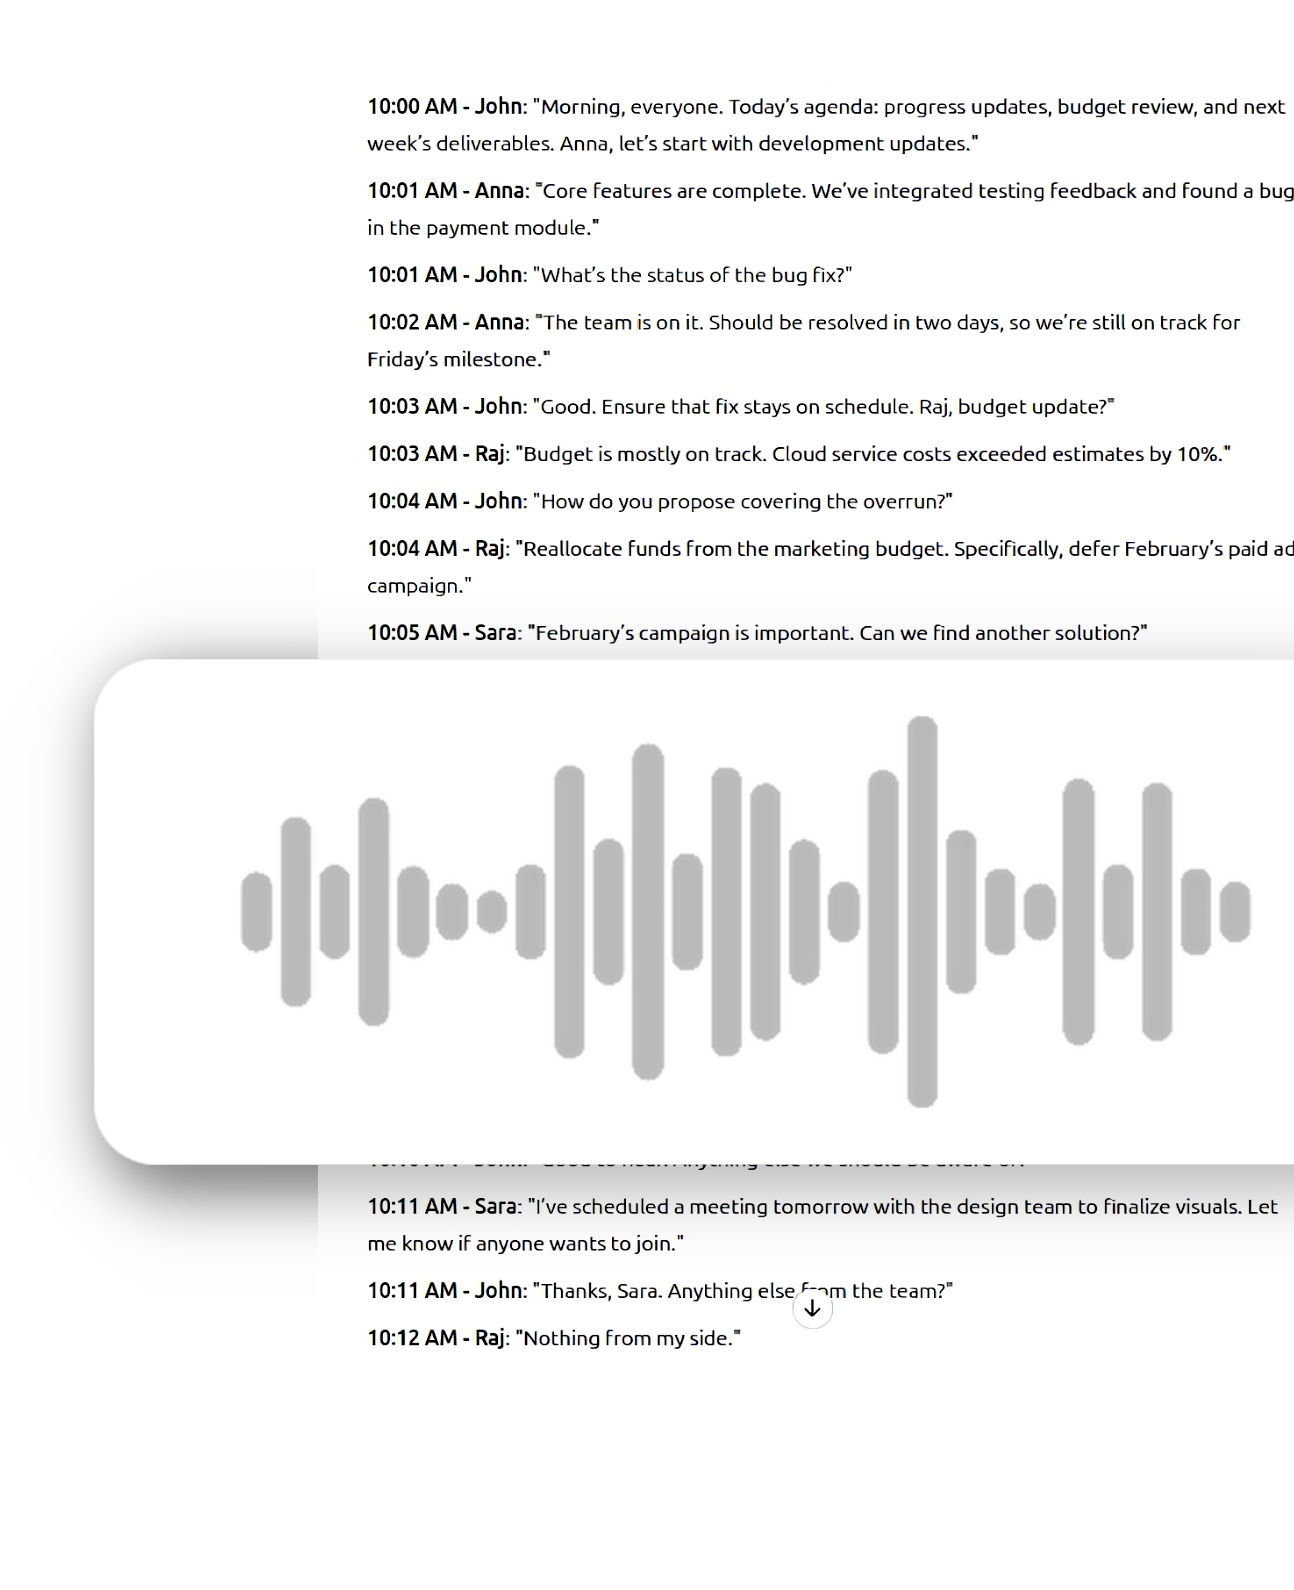 10:00 AM - John: "Morning, everyone. Today's agenda: progress updates, budget review, and next
week's deliverables. Anna, let's start with development updates."
10:01 AM - Anna: "Core features are complete. We've integrated testing feedback and found a bug
in the payment module."
10:01 AM - John: "What's the status of the bug fix?"
10:02 AM - Anna: "The team is on it. Should be resolved in two days, so we're still on track for
Friday's milestone."
10:03 AM - John: "Good. Ensure that fix stays on schedule. Raj, budget update?"
10:03 AM - Raj: "Budget is mostly on track. Cloud service costs exceeded estimates by 10%."
10:04 AM - John: "How do you propose covering the overrun?"
10:04 AM - Raj: "Reallocate funds from the marketing budget. Specifically, defer February's paid ad
campaign."
10:05 AM - Sara: "February's campaign is important. Can we find another solution?"
10:11 AM - Sara: "I've scheduled a meeting tomorrow with the design team to finalize visuals. Let
me know if anyone wants to join."
10:11 AM - John: "Thanks, Sara. Anything else from the team?"
10:12 AM - Raj: "Nothing from my side."